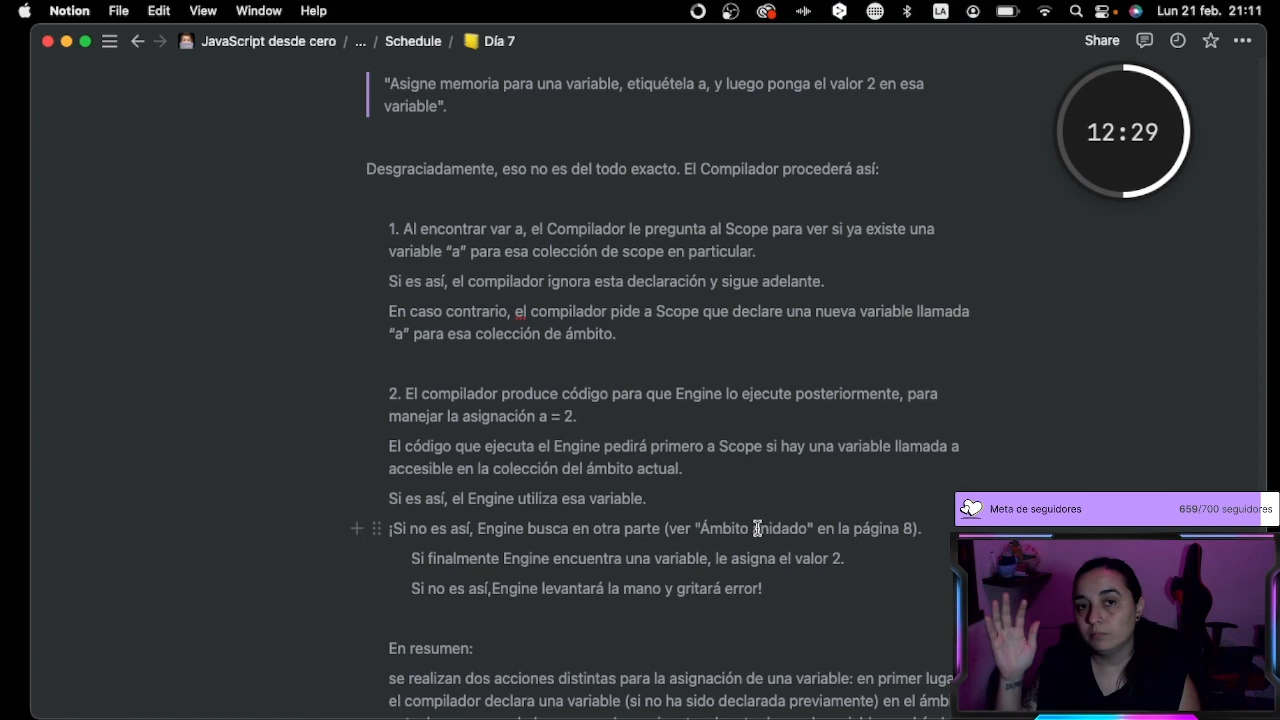 Notion File Edit View Window Help LA Lun 21 feb. 21:11
JavaScript desde cero / ... / Schedule / Día 7 Share
"Asigne memoria para una variable, etiquétela a, y luego ponga el valor 2 en esa
variable".
12:29
Desgraciadamente, eso no es del todo exacto. El Compilador procederá así:
1. Al encontrar var a, el Compilador le pregunta al Scope para ver si ya existe una
variable “a” para esa colección de scope en particular.
Si es así, el compilador ignora esta declaración y sigue adelante.
En caso contrario, el compilador pide a Scope que declare una nueva variable llamada
“a” para esa colección de ámbito.
2. El compilador produce código para que Engine lo ejecute posteriormente, para
manejar la asignación a = 2.
El código que ejecuta el Engine pedirá primero a Scope si hay una variable llamada a
accesible en la colección del ámbito actual.
Si es así, el Engine utiliza esa variable.
¡Si no es así, Engine busca en otra parte (ver "Ámbito anidado" en la página 8).
Si finalmente Engine encuentra una variable, le asigna el valor 2.
Si no es así,Engine levantará la mano y gritará error!
Meta de seguidores 659/700 seguidores
En resumen:
se realizan dos acciones distintas para la asignación de una variable: en primer luga
el compilador declara una variable (si no ha sido declarada previamente) en el ámbi